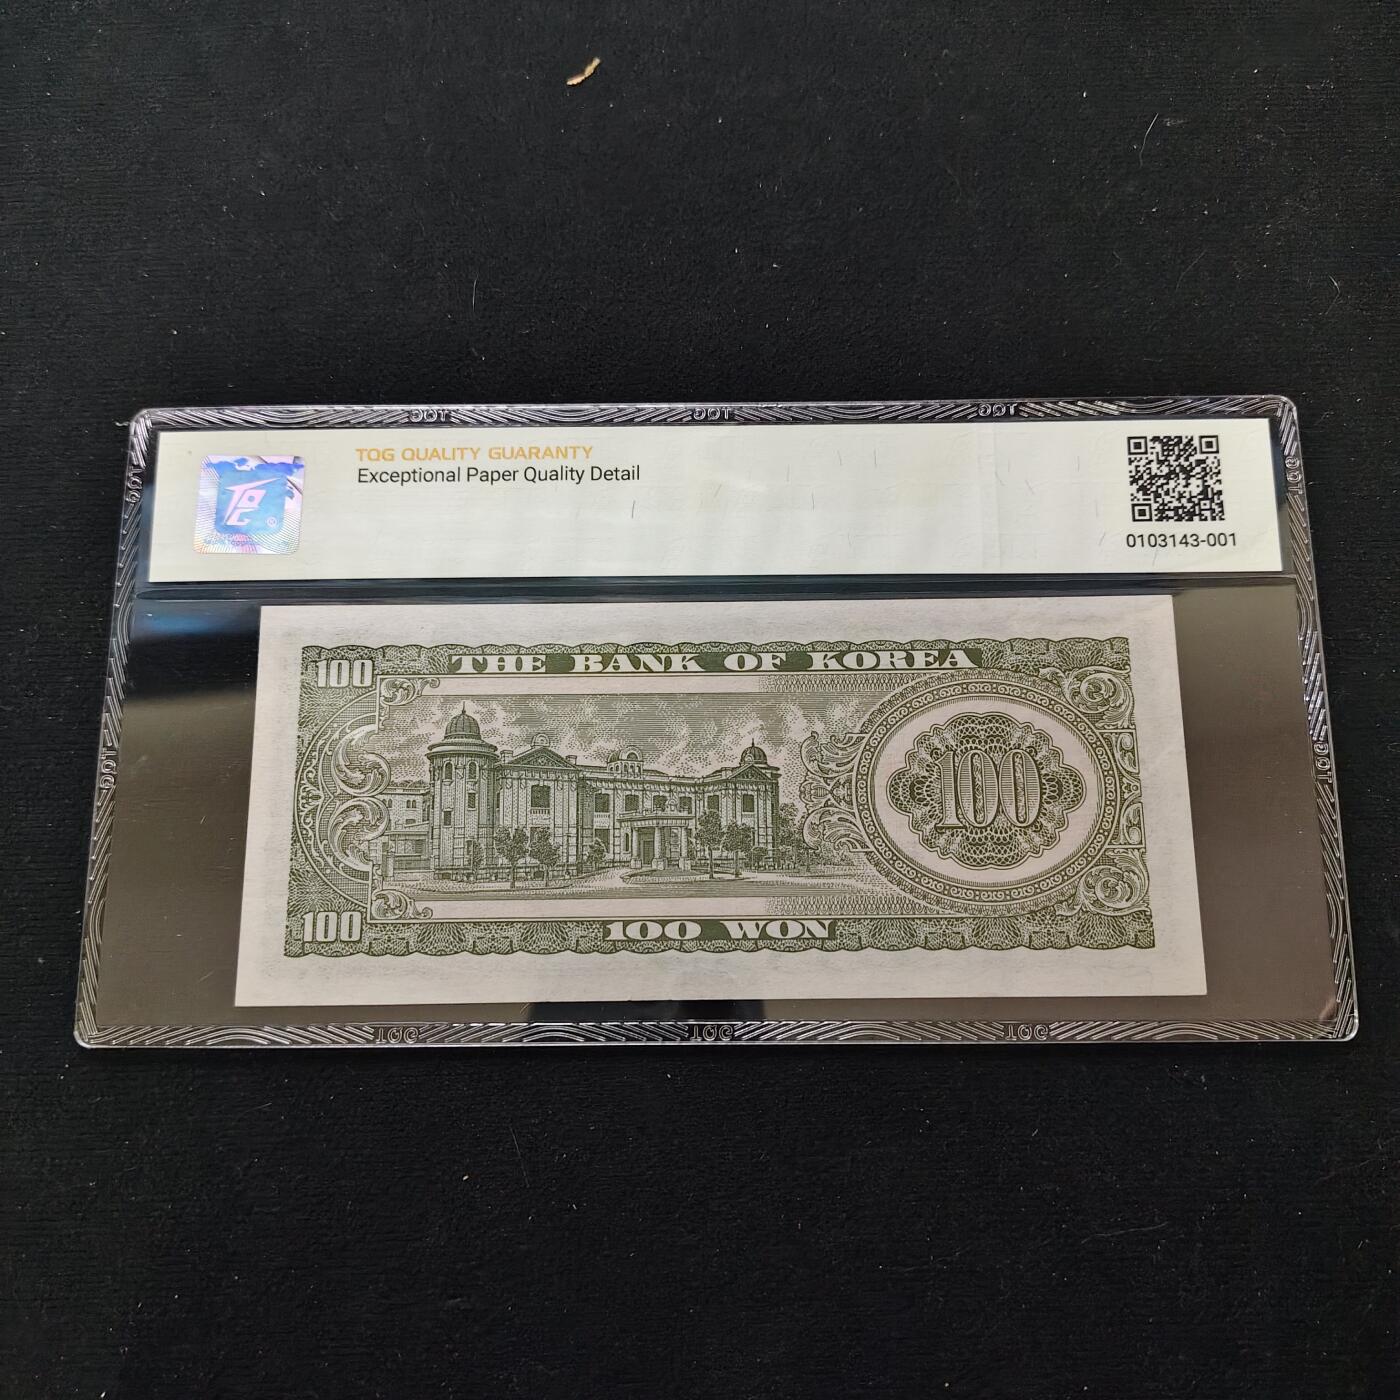 TQG QUALITY GUARANTY
Exceptional Paper Quality Detail
0103143-001
100 THE BANK OF KOREA
100
100 100 WON